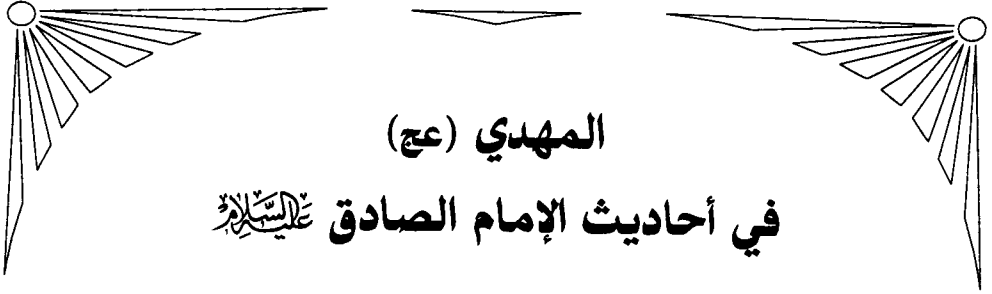 المهدي (عج)
في أحاديث الإمام الصادق عليه السلام